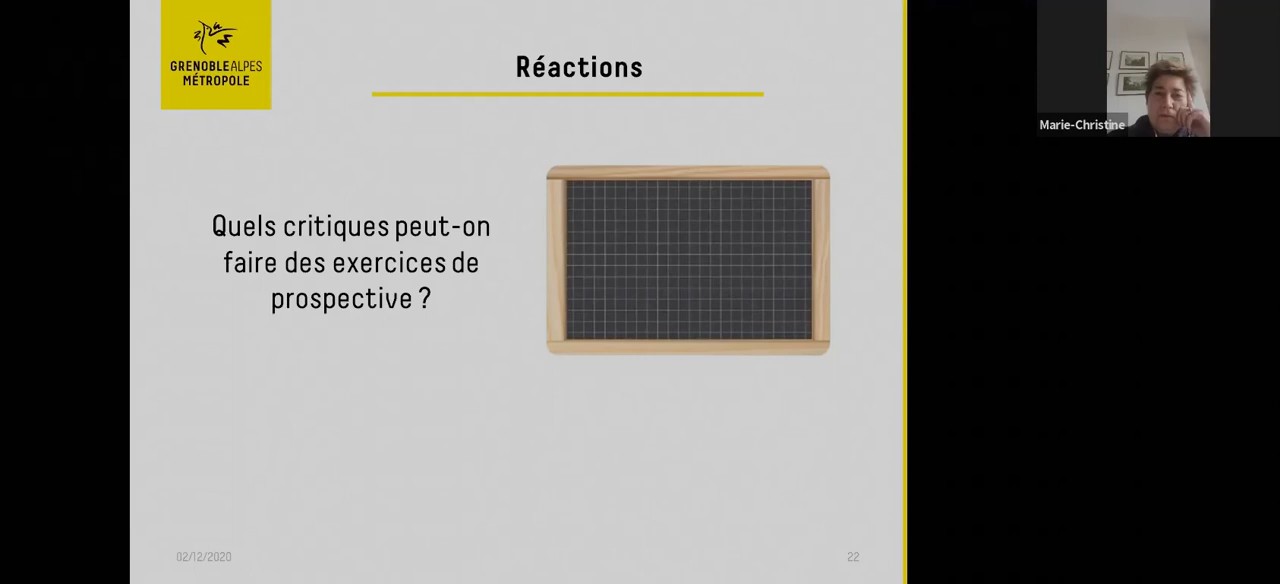 GRENOBLEALPES
MÉTROPOLE
Réactions
Marie-Christine
Quels critiques peut-on
faire des exercices de
prospective ?
02/12/2020
22